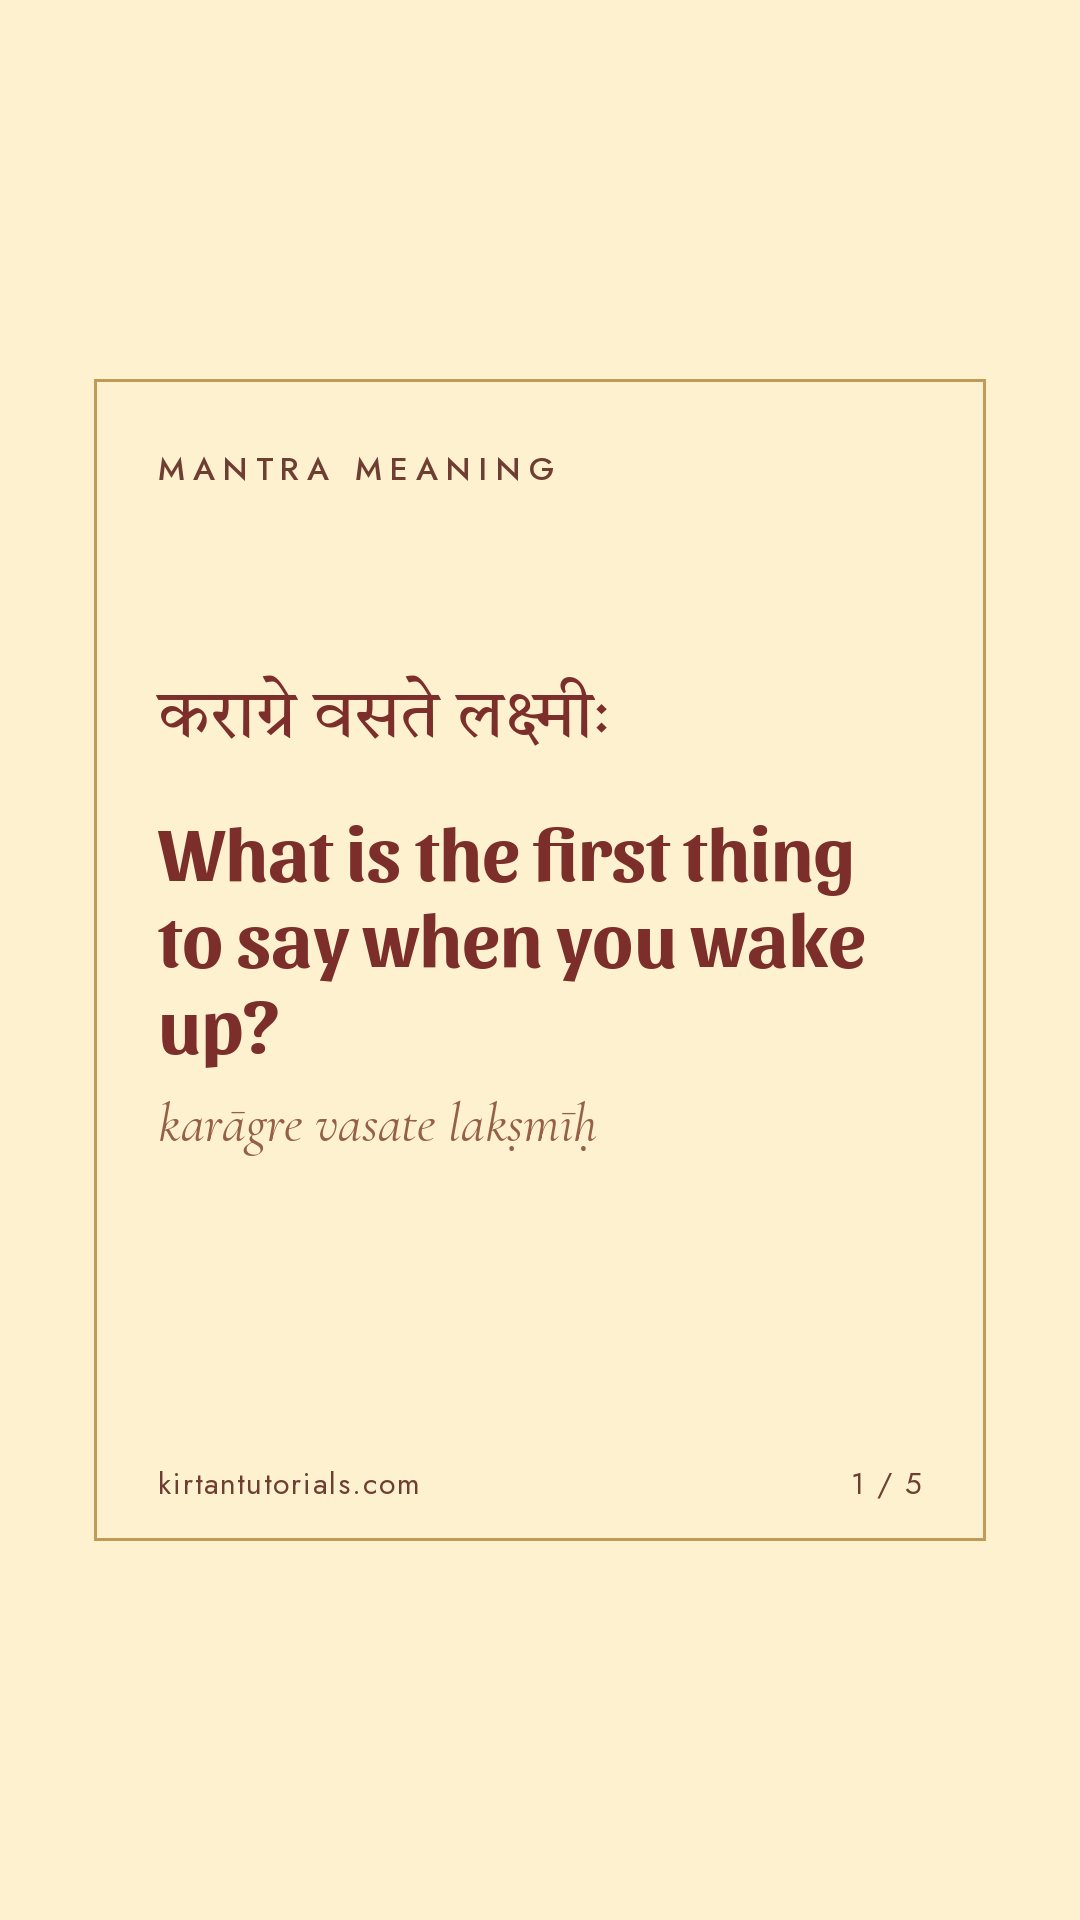 MANTRA MEANING
कराग्रे वसते लक्ष्मीः
What is the first thing
to say when you wake
up?
karāgre vasate lakṣmīḥ
kirtantutorials.com
1 / 5